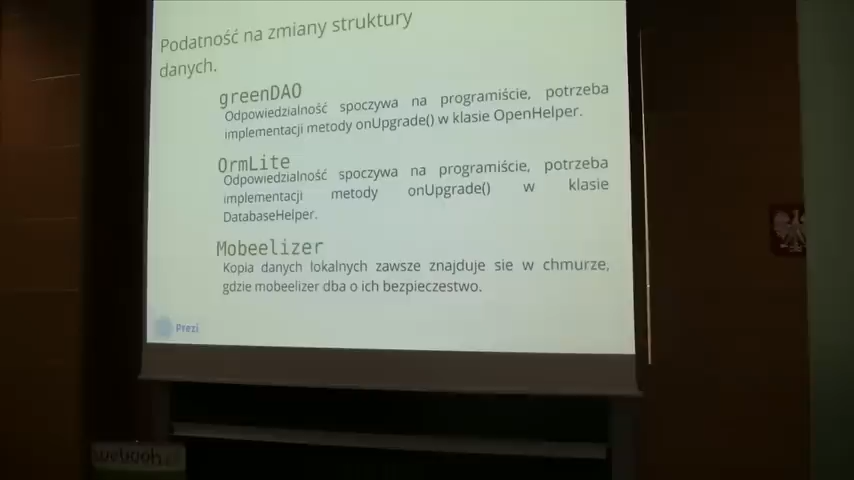 Podatność na zmiany struktury
danych.
greenDAO
Odpowiedzialność spoczywa na programiście, potrzeba
implementacji metody onUpgrade() w klasie OpenHelper.
OrmLite
Odpowiedzialność spoczywa na programiście, potrzeba
implementacji metody onUpgrade() w klasie
DatabaseHelper.
Mobeelizer
Kopia danych lokalnych zawsze znajduje sie w chmurze,
gdzie mobeelizer dba o ich bezpieczestwo.
Prezi